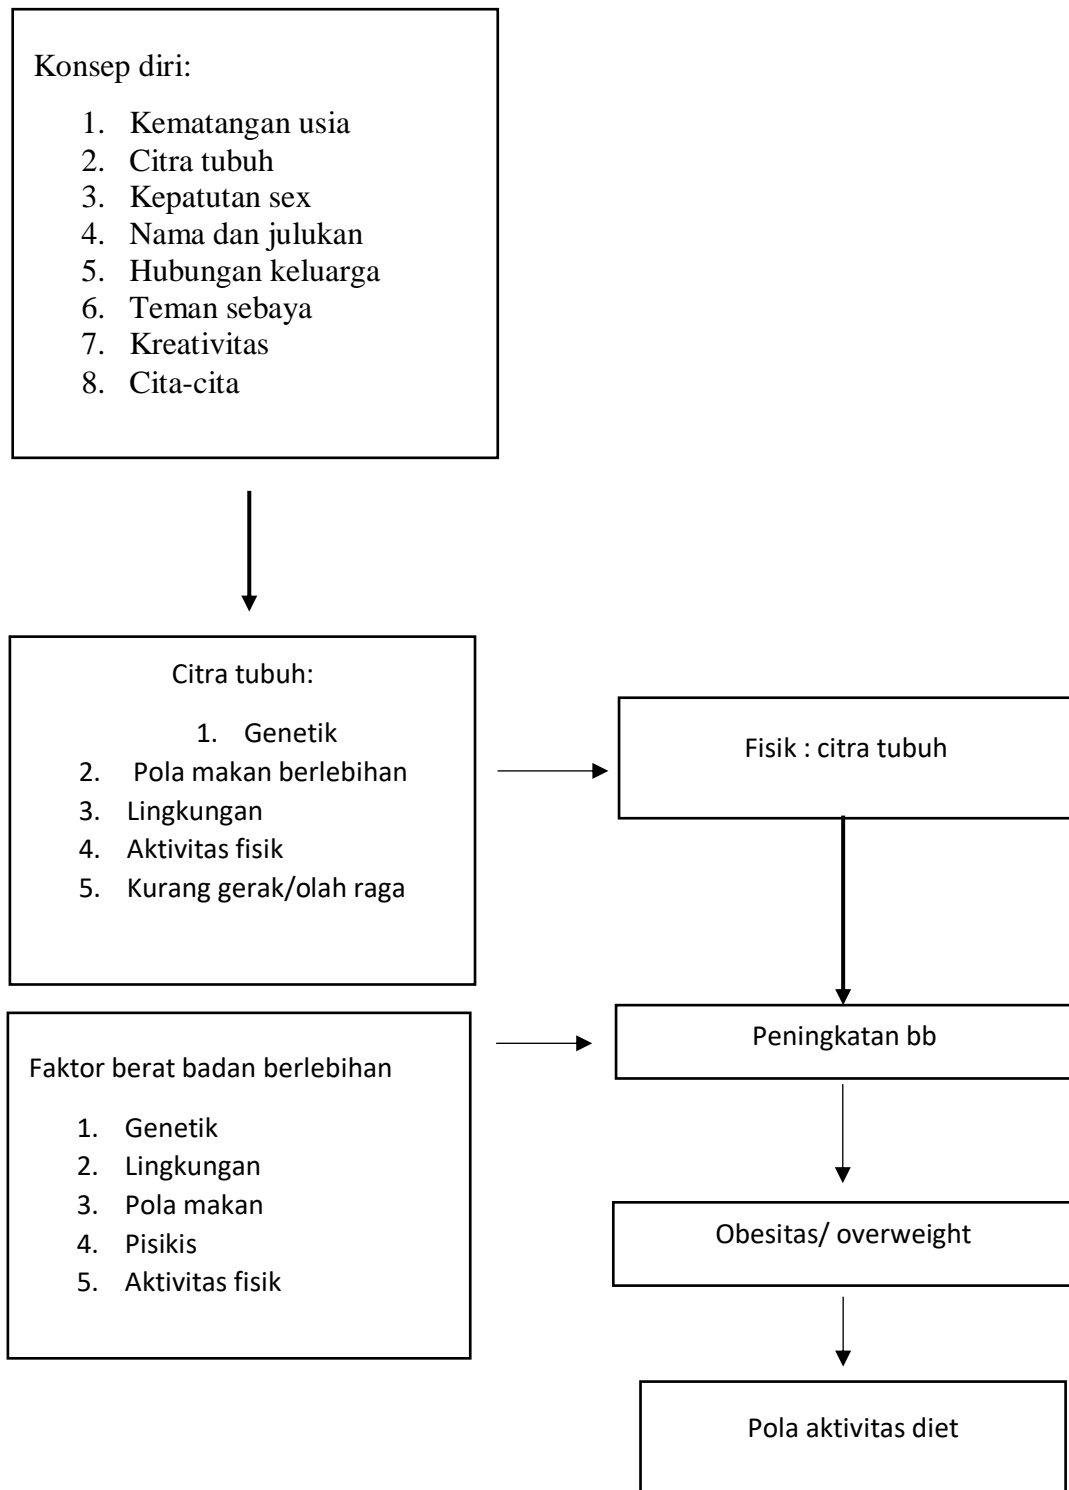 Konsep diri:
1. Kematangan usia
2. Citra tubuh
3. Kepatutan sex
4. Nama dan julukan
5. Hubungan keluarga
6. Teman sebaya
7. Kreativitas
8. Cita-cita
Citra tubuh:
1. Genetik
2. Pola makan berlebihan
3. Lingkungan
4. Aktivitas fisik
5. Kurang gerak/olah raga
Fisik : citra tubuh
Faktor berat badan berlebihan
1. Genetik
2. Lingkungan
3. Pola makan
4. Pisikis
5. Aktivitas fisik
Peningkatan bb
Obesitas/ overweight
Pola aktivitas diet